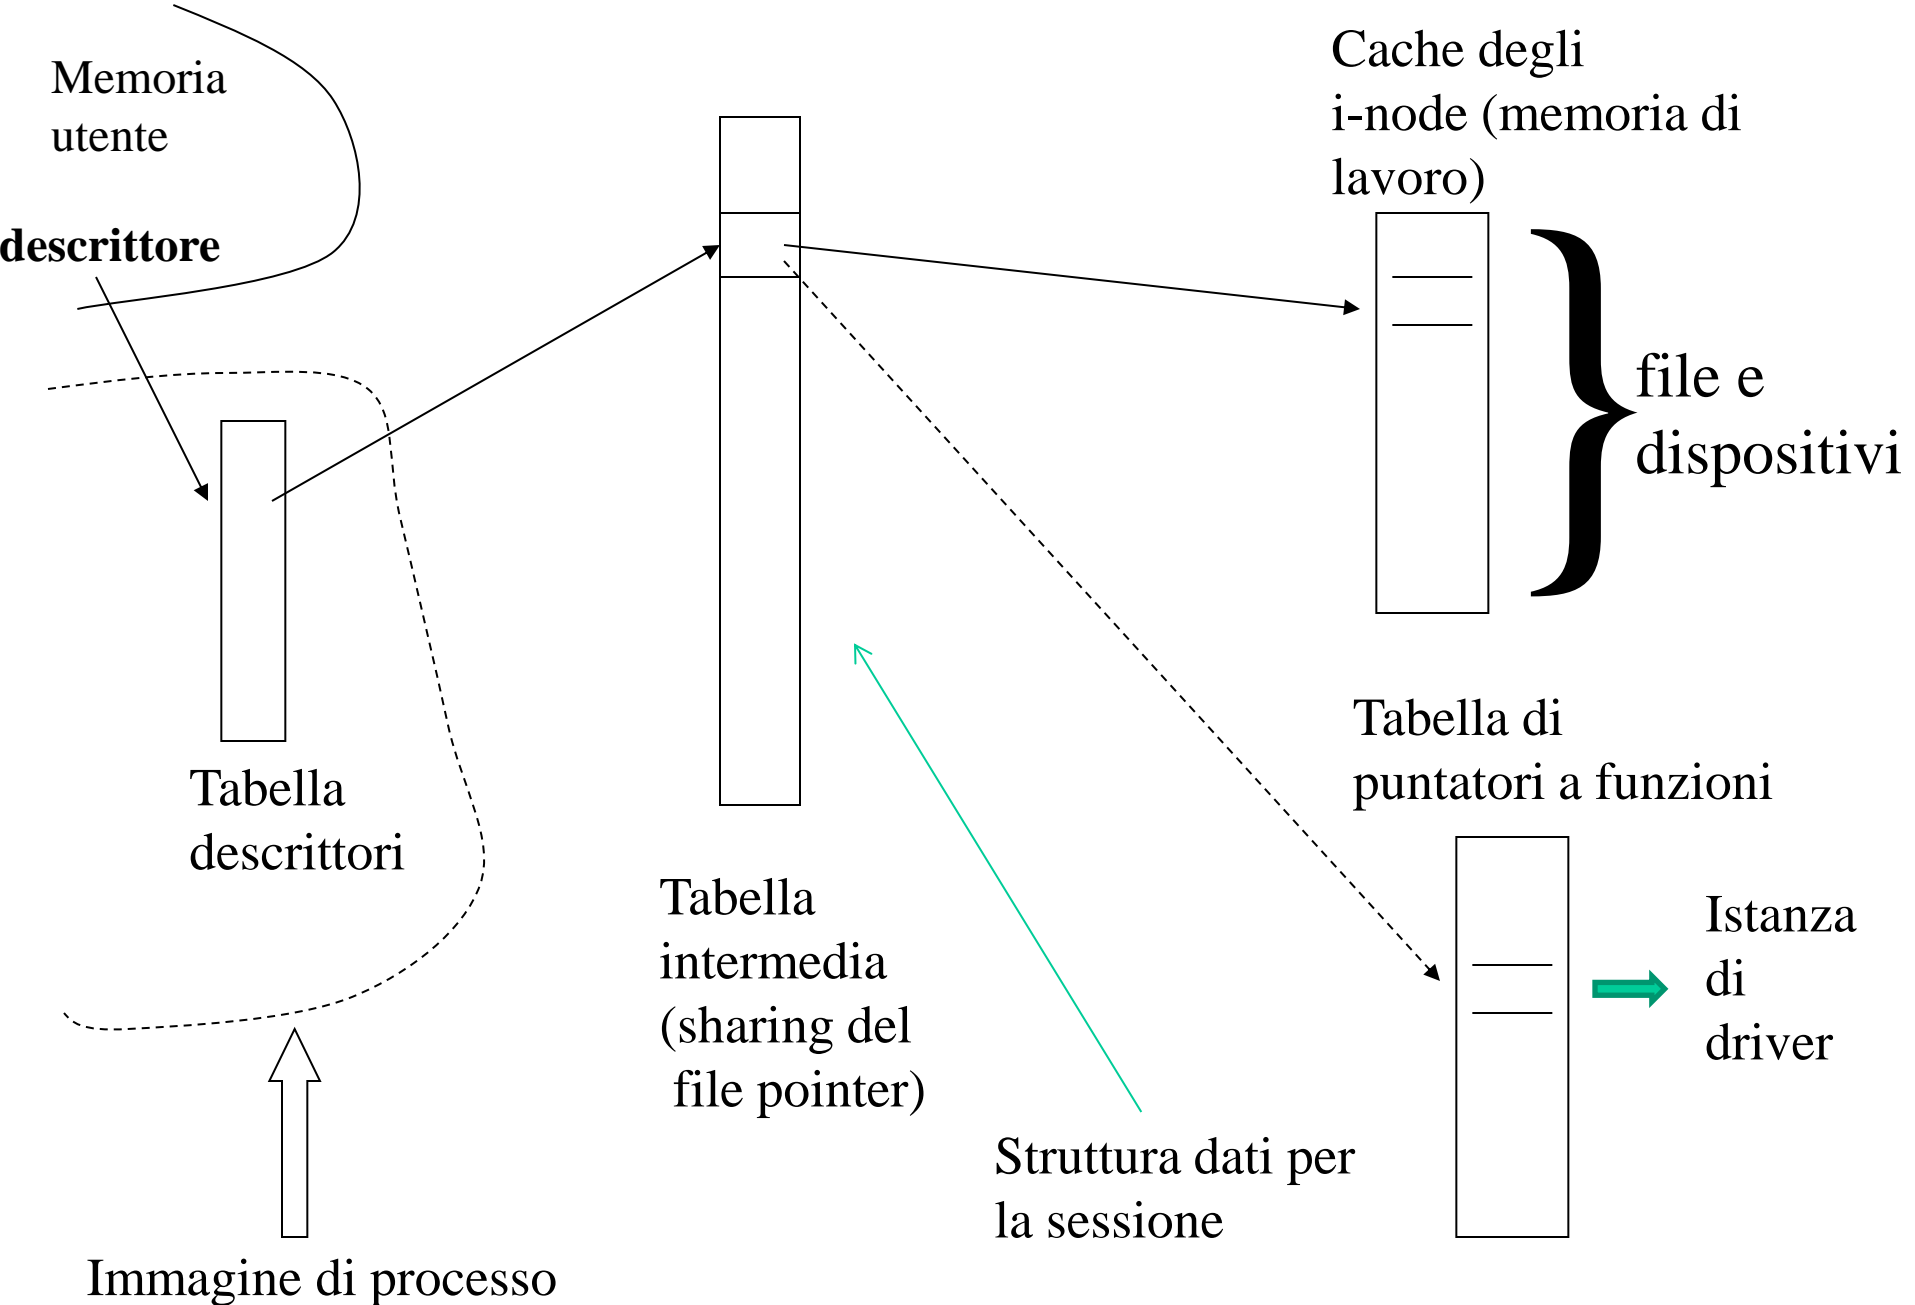 Memoria
utente
descrittore
Tabella
descrittori
Immagine di processo
Tabella
intermedia
(sharing del
file pointer)
Struttura dati per
la sessione
Cache degli
i-node (memoria di
lavoro)
file e
dispositivi
Tabella di
puntatori a funzioni
Istanza
di
driver